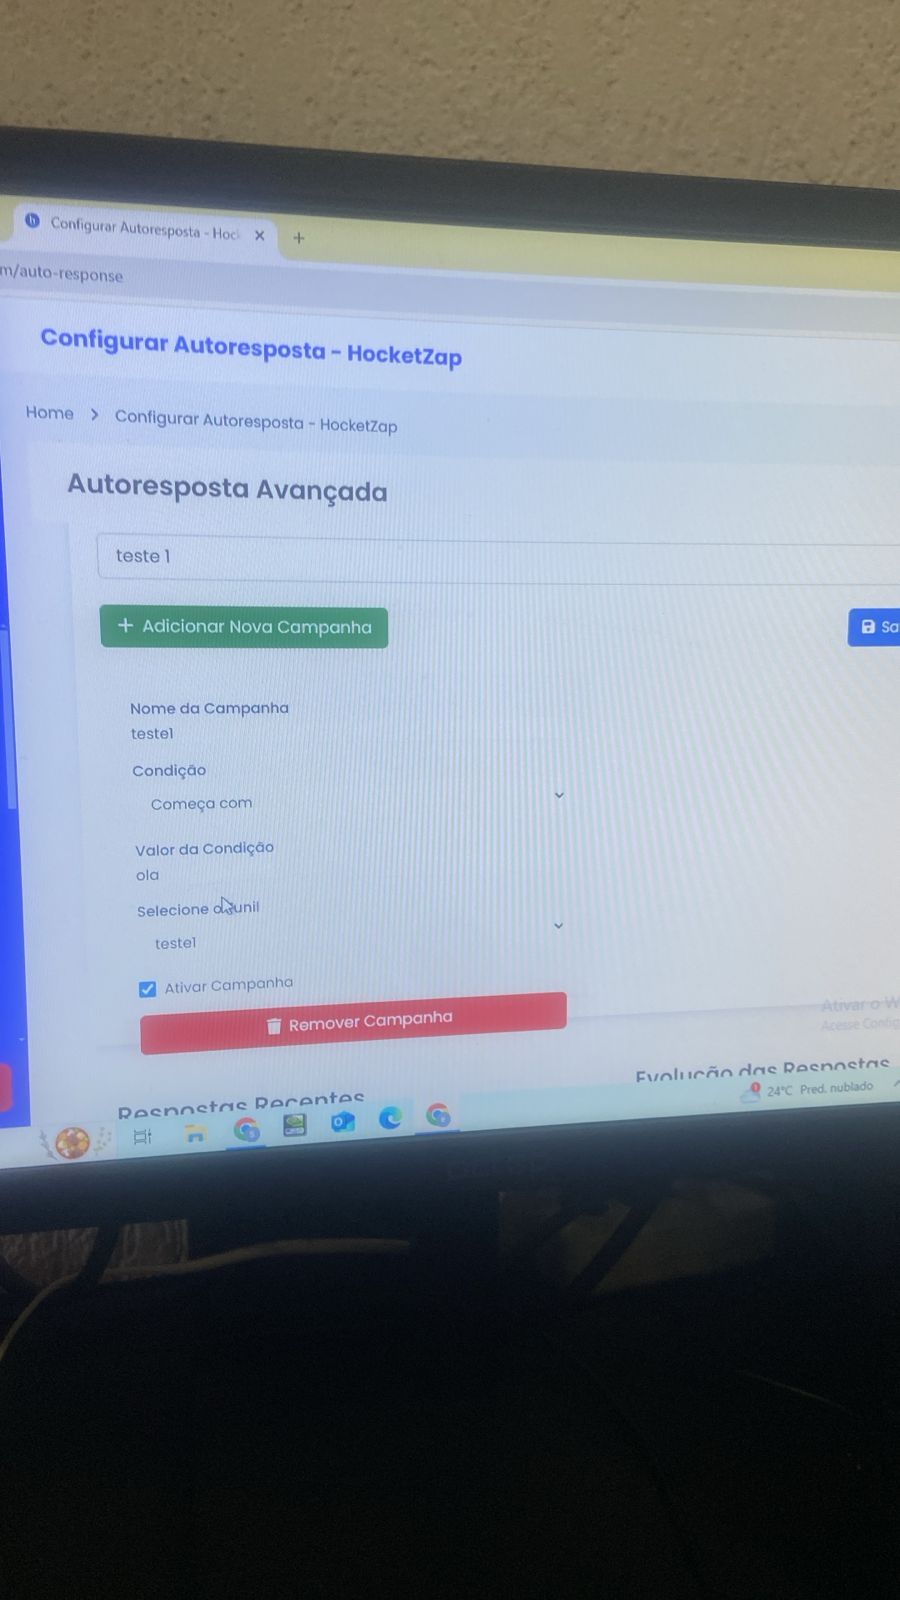 Configurar Autoresposta - Hoc
m/auto-response
Configurar Autoresposta - HocketZap
Home > Configurar Autoresposta - HocketZap
Autoresposta Avançada
teste 1
+ Adicionar Nova Campanha
Sa
Nome da Campanha
teste1
Condição
Começa com
Valor da Condição
ola
Selecione o funil
teste1
Ativar Campanha
Remover Campanha
Ativar o W
Acesse Config
Respostas Recentes
Evolução das Respostas
24°C Pred. nublado